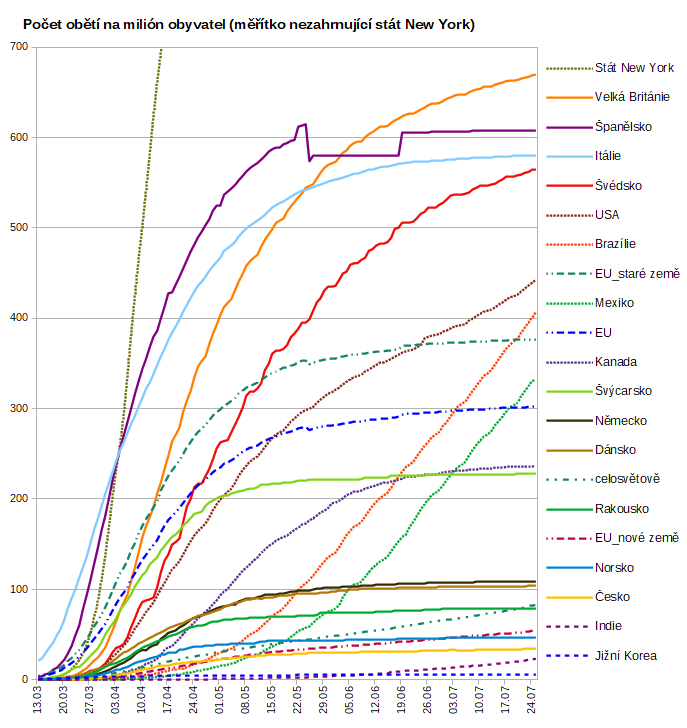 Počet obětí na milión obyvatel (měřítko nezahrnující stát New York)
700
600
500
400
300
200
100
0
13.03
20.03
27.03
03.04
10.04
17.04
24.04
01.05
08.05
15.05
22.05
29.05
05.06
12.06
19.06
26.06
03.07
10.07
17.07
24.07
Stát New York
Velká Británie
Španělsko
Itálie
Švédsko
USA
Brazílie
EU_staré země
Mexiko
EU
Kanada
Švýcarsko
Německo
Dánsko
celosvětově
Rakousko
EU_nové země
Norsko
Česko
Indie
Jižní Korea